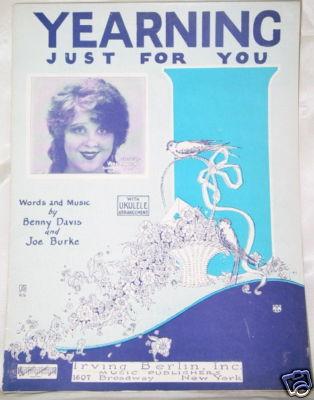 YEARNING
JUST FOR YOU
Words and Music
by
Benny Davis
and
Joe Burke
WITH
UKULELE
ARRANGEMENT
Irving Berlin, Inc.
MUSIC PUBLISHERS
1607 Broadway New York